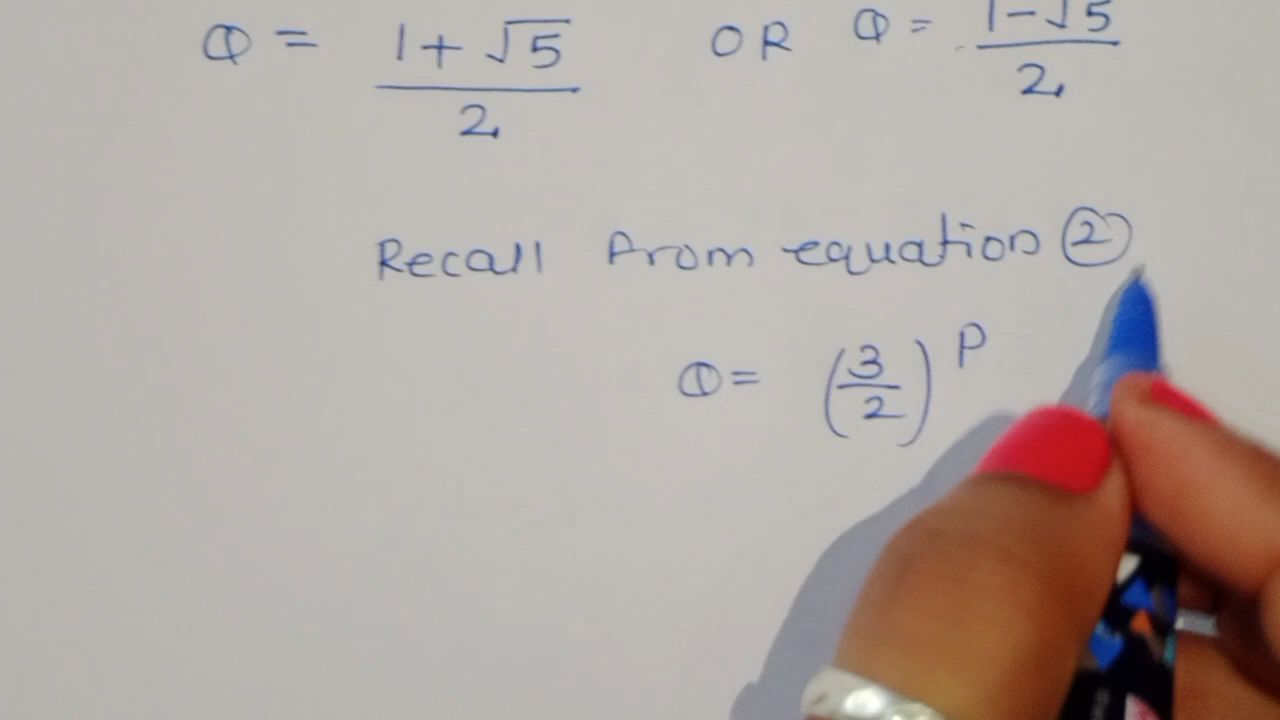 Φ = 1 + √5 / 2 OR Φ = 1 - √5 / 2
Recall from equation ②
Φ = (3/2)^P